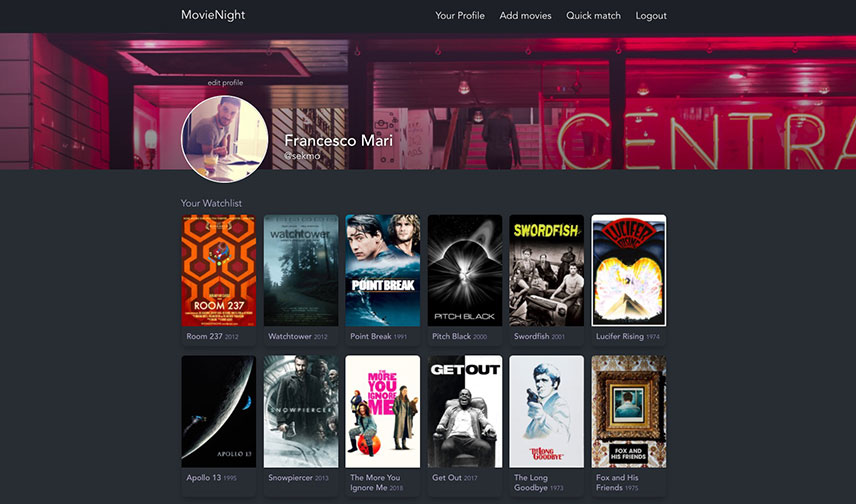 MovieNight
Your Profile Add movies Quick match Logout
edit profile
CENTRA
Francesco Mari
@sekmo
Your Watchlist
ROOM 237
watchtower
POINT BREAK
PITCH BLACK
SWORDFISH
LUCIFER
RISING
Room 237 2012
Watchtower 2012
Point Break 1991
Pitch Black 2000
Swordfish 2001
Lucifer Rising 1974
APOLLO 13
SNOWPIERCER
THE
MORE
YOU
IGNORE
ME
GET OUT
THE LONG
GOODBYE
FOX AND
HIS FRIENDS
Apollo 13 1995
Snowpiercer 2013
The More You
Ignore Me 2018
Get Out 2017
The Long
Goodbye 1973
Fox and His
Friends 1975